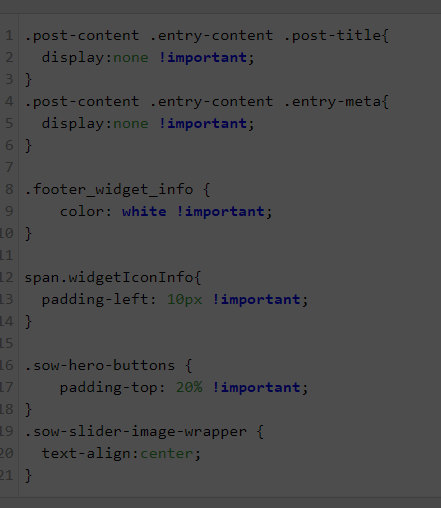 1 .post-content .entry-content .post-title{
2   display:none !important;
3 }
4 .post-content .entry-content .entry-meta{
5   display:none !important;
6 }
7
8 .footer_widget_info {
9     color: white !important;
10 }
11
12 span.widgetIconInfo{
13   padding-left: 10px !important;
14 }
15
16 .sow-hero-buttons {
17     padding-top: 20% !important;
18 }
19 .sow-slider-image-wrapper {
20   text-align:center;
21 }